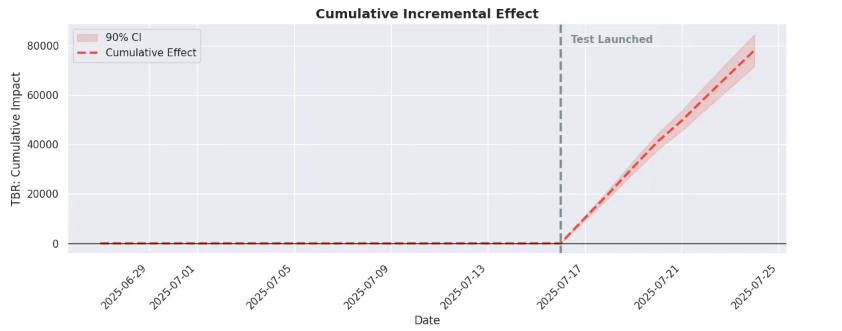 Cumulative Incremental Effect
90% CI
Cumulative Effect
Test Launched
TBR: Cumulative Impact
80000
60000
40000
20000
0
2025-06-29
2025-07-01
2025-07-05
2025-07-09
2025-07-13
2025-07-17
2025-07-21
2025-07-25
Date